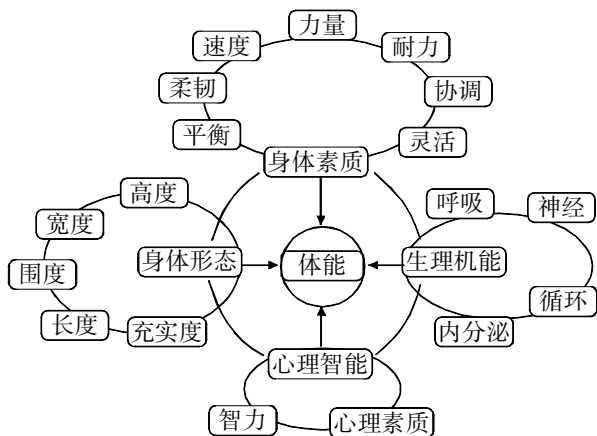 力量
速度
耐力
柔韧
协调
平衡
灵活
身体素质
高度
呼吸
神经
宽度
身体形态
体能
生理机能
围度
循环
长度
充实度
内分泌
心理智能
智力
心理素质